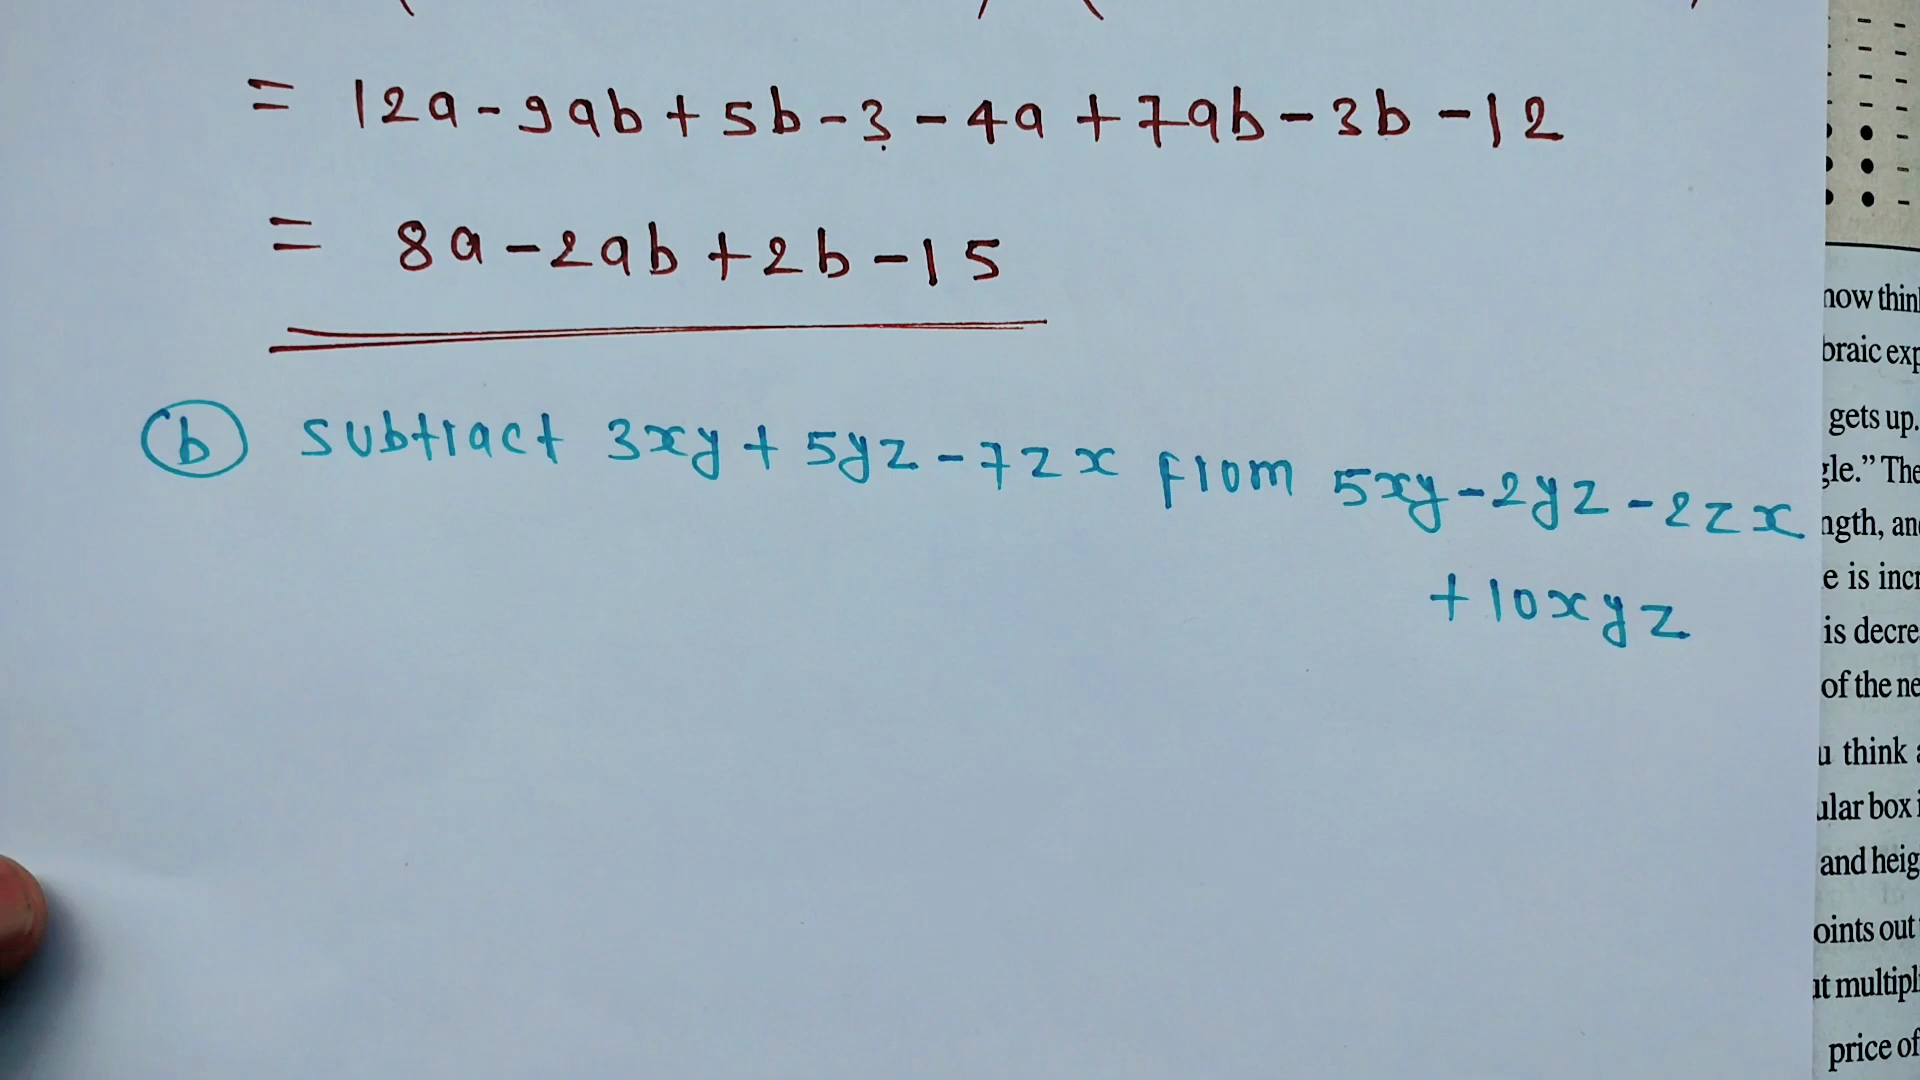 = 12a - 9ab + 5b - 3 - 4a + 7ab - 3b - 12
= 8a - 2ab + 2b - 15
(b) subtract 3xy + 5yz - 7zx from 5xy - 2yz - 2zx
+ 10xyz
now thin
braic exp
gets up.
gle.” The
ngth, an
e is incr
is decre
of the ne
u think a
ular box i
and heig
oints out
ut multipl
price of